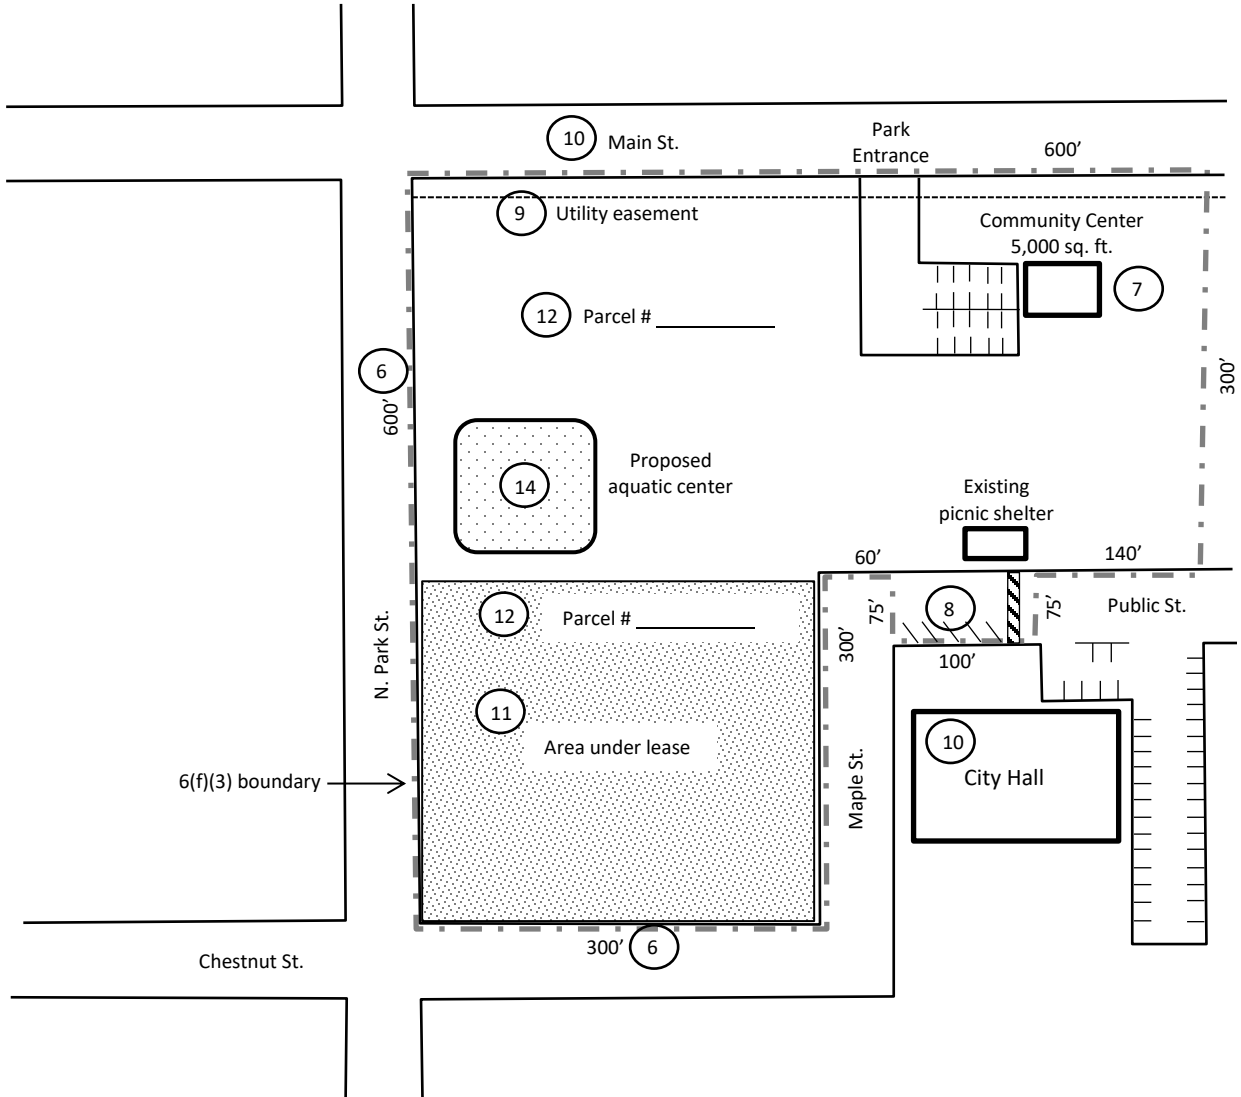 10 Main St.
Park
Entrance
600’
9 Utility easement
Community Center
5,000 sq. ft.
7
12 Parcel # ___________
6
600’
300’
14
Proposed
aquatic center
Existing
picnic shelter
60’
140’
12 Parcel # ___________
75’
8
75’
Public St.
300’
100’
N. Park St.
11
Area under lease
10
City Hall
Maple St.
6(f)(3) boundary
300’ 6
Chestnut St.